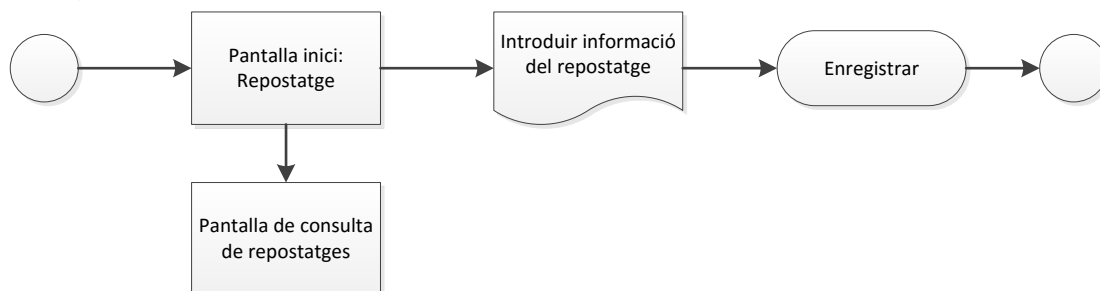 Pantalla inici:
Repostatge
Introduir informació
del repostatge
Enregistrar
Pantalla de consulta
de repostatges